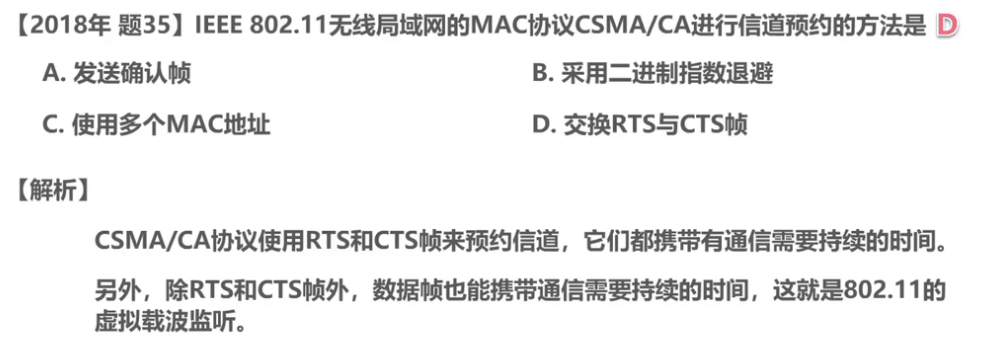 【2018年 题35】IEEE 802.11无线局域网的MAC协议CSMA/CA进行信道预约的方法是 D
A. 发送确认帧 B. 采用二进制指数退避
C. 使用多个MAC地址 D. 交换RTS与CTS帧
【解析】
CSMA/CA协议使用RTS和CTS帧来预约信道，它们都携带有通信需要持续的时间。
另外，除RTS和CTS帧外，数据帧也能携带通信需要持续的时间，这就是802.11的
虚拟载波监听。